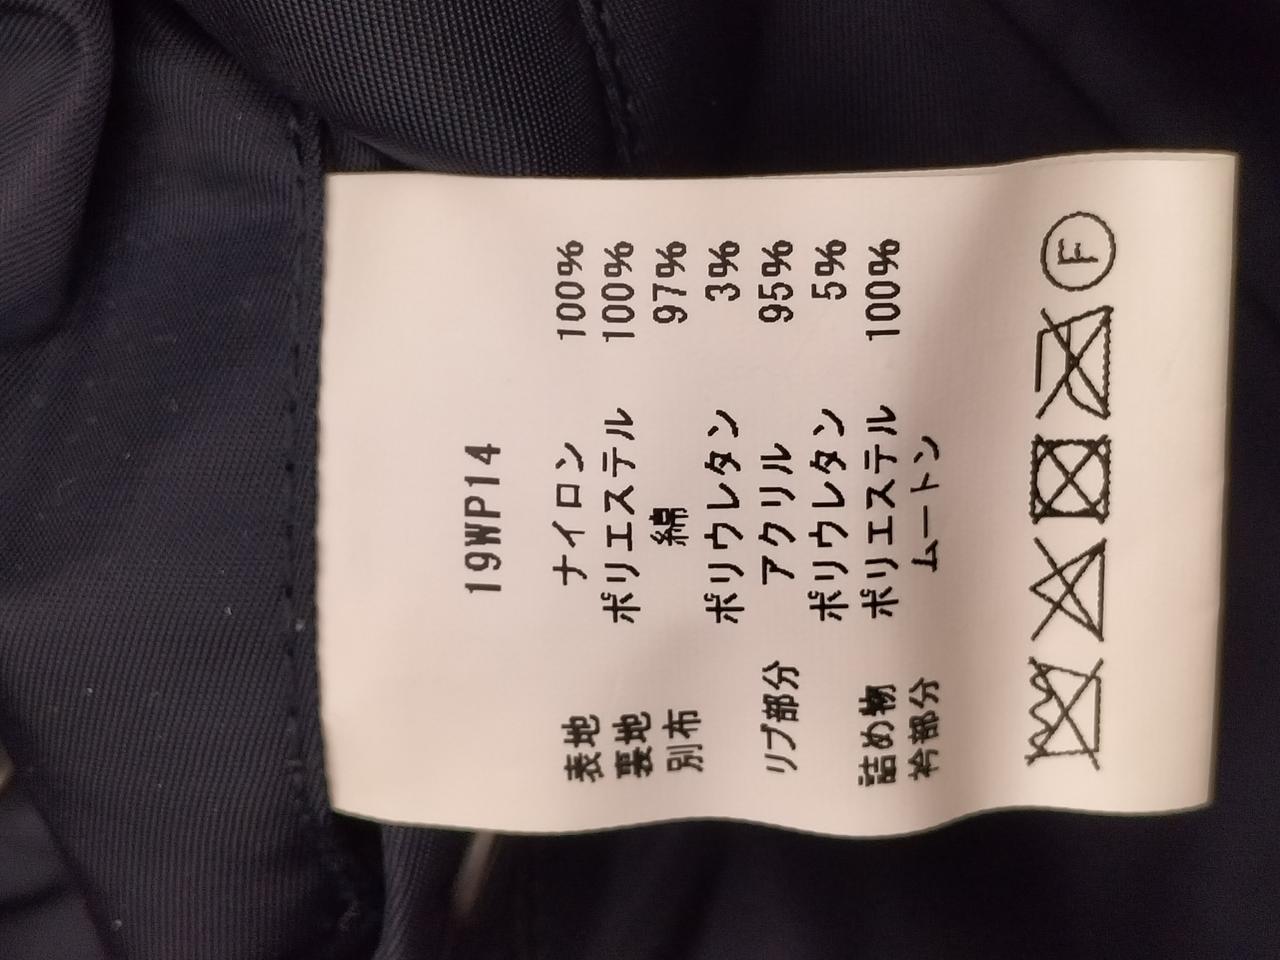 19WP14
表地 ナイロン 100%
裏地 ポリエステル 100%
別布 綿 97%
ポリウレタン 3%
リブ部分 アクリル 95%
ポリウレタン 5%
詰め物 ポリエステル 100%
衿部分 ムートン
F